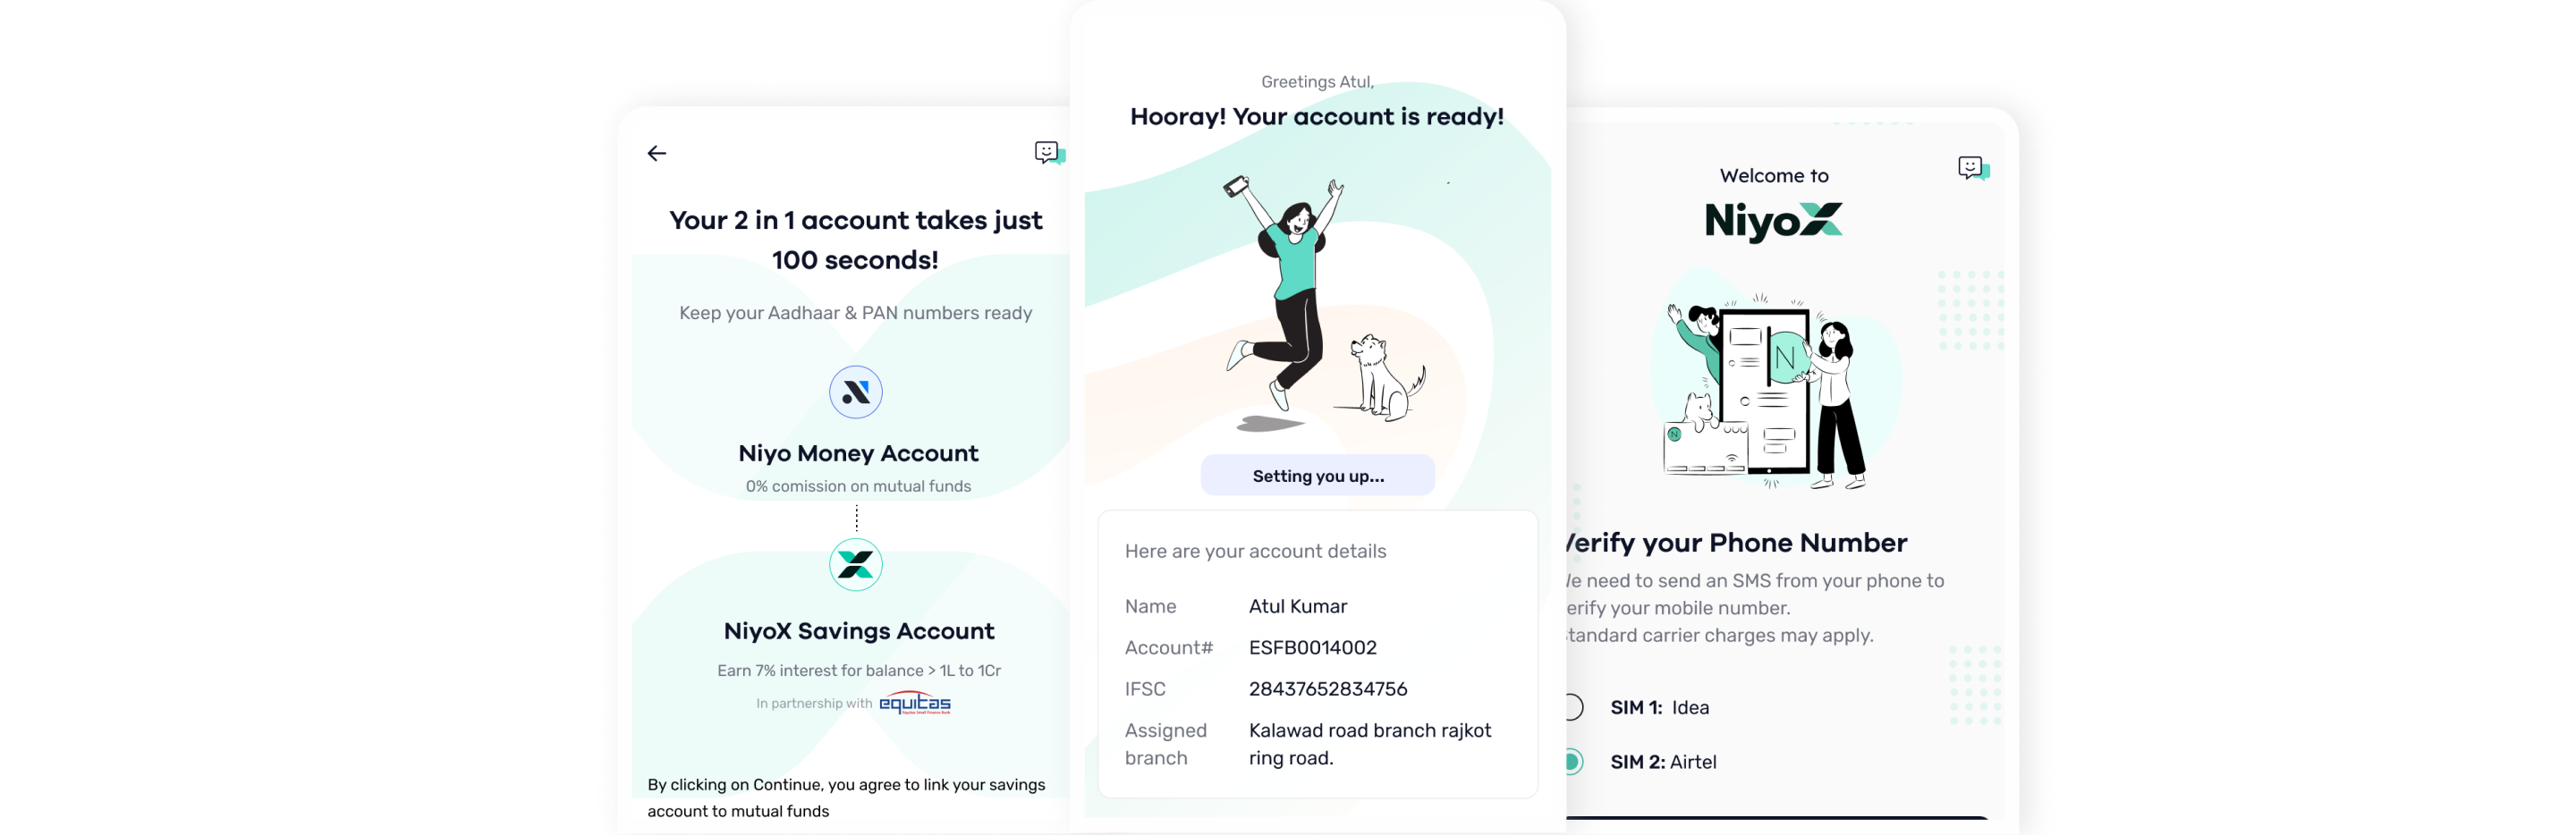 Your 2 in 1 account takes just
100 seconds!
Keep your Aadhaar & PAN numbers ready
Niyo Money Account
0% comission on mutual funds
NiyoX Savings Account
Earn 7% interest for balance > 1L to 1Cr
In partnership with equitas
By clicking on Continue, you agree to link your savings
account to mutual funds
Greetings Atul,
Hooray! Your account is ready!
Setting you up...
Here are your account details
Name Atul Kumar
Account# ESFB0014002
IFSC 28437652834756
Assigned Kalawad road branch rajkot
branch ring road.
Welcome to
NiyoX
N
N
Verify your Phone Number
We need to send an SMS from your phone to
verify your mobile number.
Standard carrier charges may apply.
SIM 1: Idea
SIM 2: Airtel